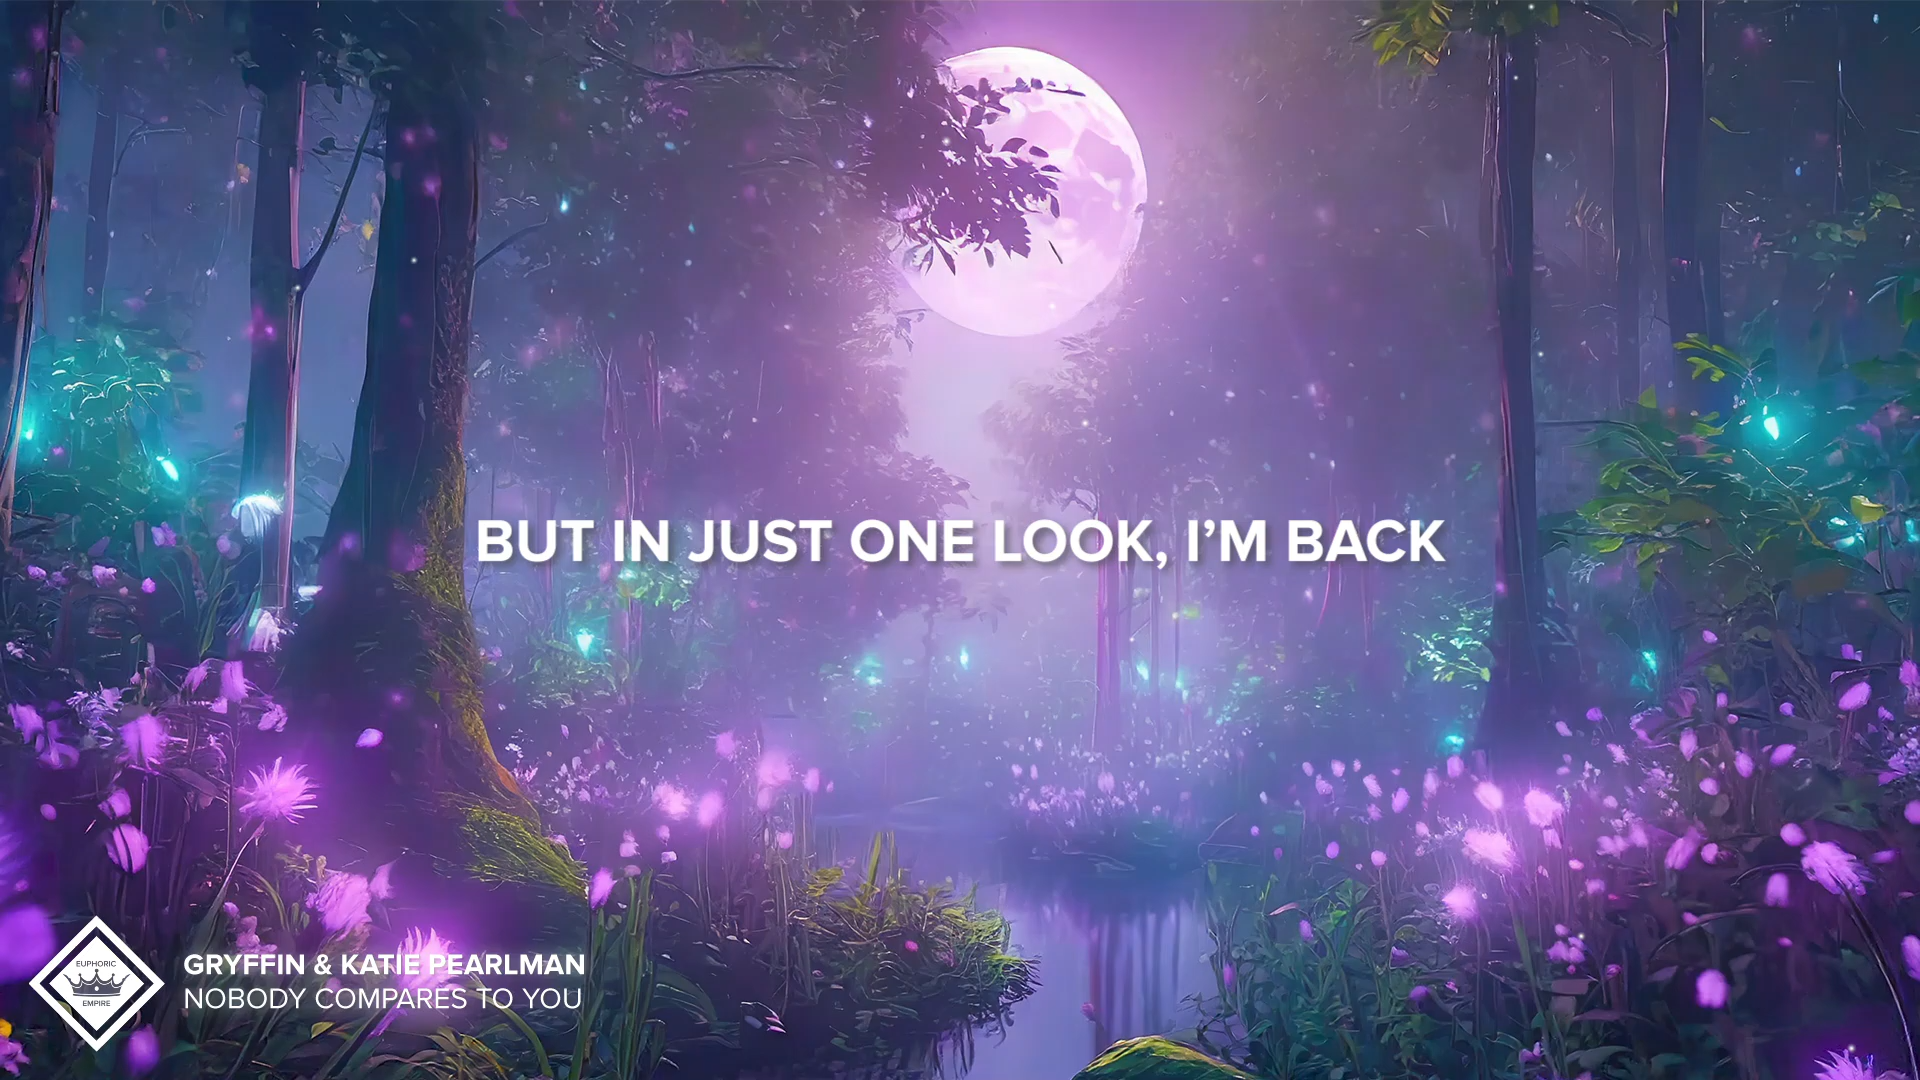 BUT IN JUST ONE LOOK, I’M BACK
EUPHORIC
EMPIRE
GRYFFIN & KATIE PEARLMAN
NOBODY COMPARES TO YOU